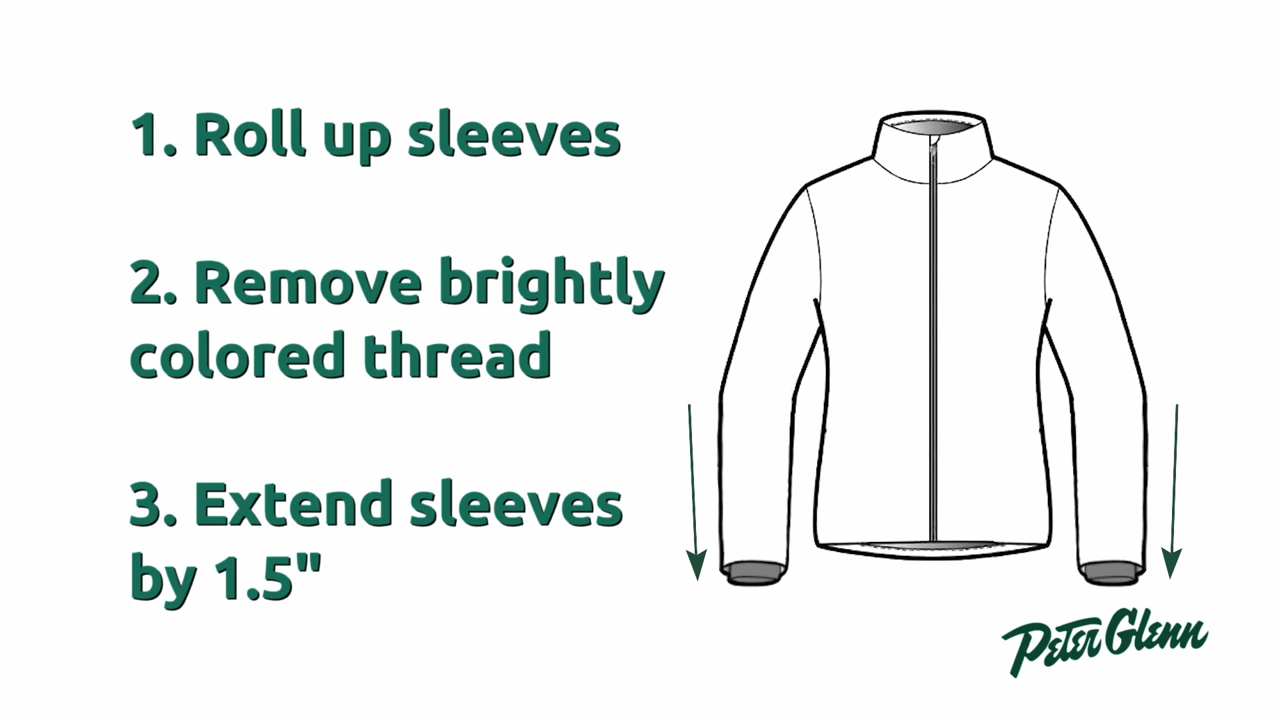 1. Roll up sleeves
2. Remove brightly
colored thread
3. Extend sleeves
by 1.5"
Peter Glenn